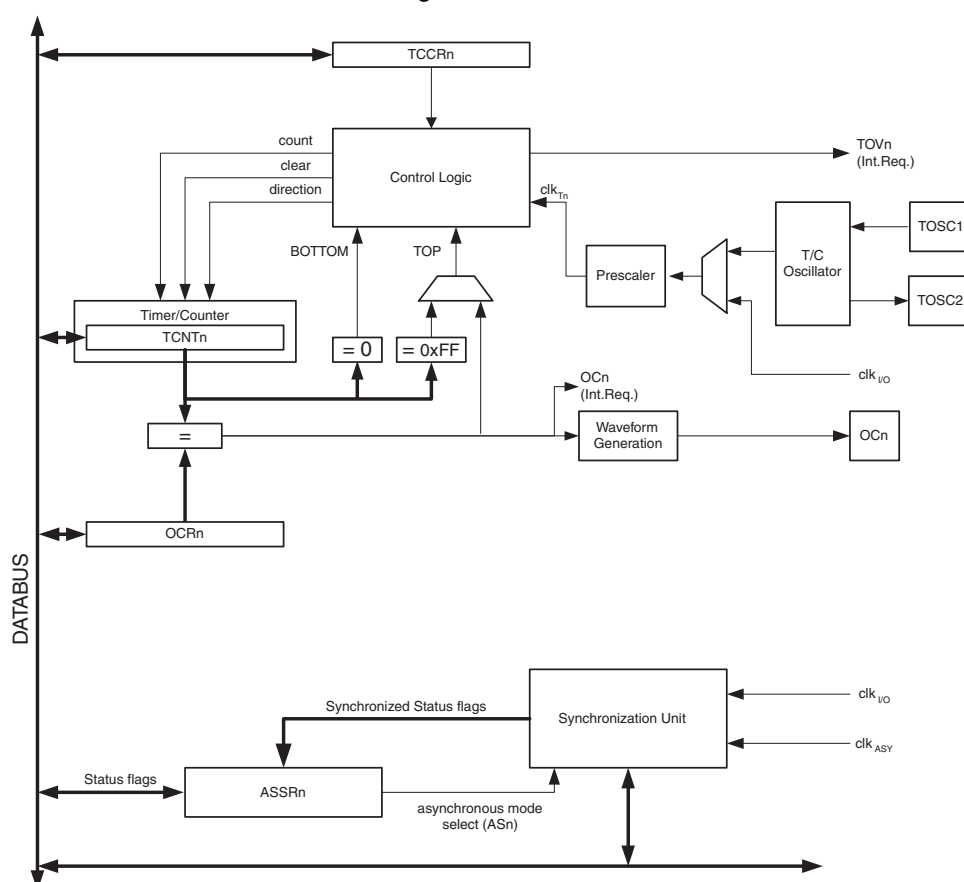 TCCRn
count
clear
direction
Control Logic
TOVn
(Int.Req.)
clkTn
BOTTOM
TOP
Prescaler
T/C
Oscillator
TOSC1
TOSC2
Timer/Counter
TCNTn
= 0
= 0xFF
clkI/O
OCn
(Int.Req.)
=
Waveform
Generation
OCn
OCRn
DATABUS
Synchronized Status flags
Synchronization Unit
clkI/O
clkASY
Status flags
ASSRn
asynchronous mode
select (ASn)